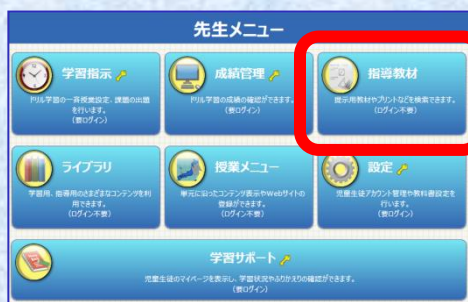 先生メニュー
学習指示
ドリル学習の一斉授業設定、課題の出題
を行います。
(要ログイン)
成績管理
ドリル学習の成績の確認ができます。
(要ログイン)
指導教材
提示用教材やプリントなどを検索できます。
(ログイン不要)
ライブラリ
学習用、指導用のさまざまなコンテンツを利
用できます。
(ログイン不要)
授業メニュー
単元に沿ったコンテンツ表示やWebサイトの
登録ができます。
(ログイン不要)
設定
児童生徒アカウント管理や教科書設定を
行います。
(要ログイン)
学習サポート
児童生徒のマイページを表示し、学習状況やふりかえりの確認ができます。
(要ログイン)